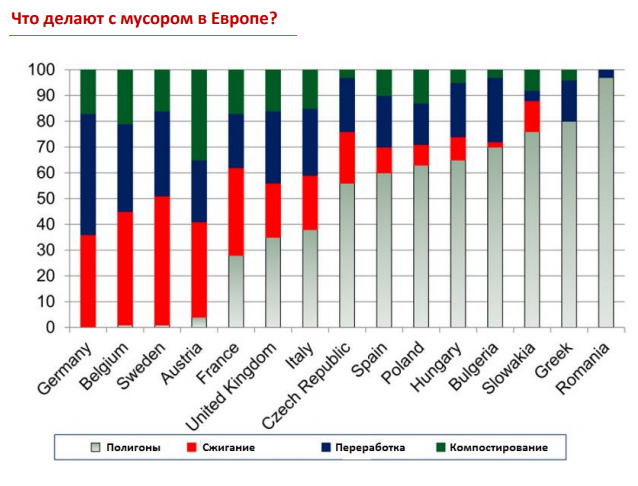 Что делают с мусором в Европе?
100
90
80
70
60
50
40
30
20
10
0
Germany
Belgium
Sweden
Austria
France
United Kingdom
Italy
Czech Republic
Spain
Poland
Hungary
Bulgeria
Slowakia
Greek
Romania
Полигоны Сжигание Переработка Компостирование